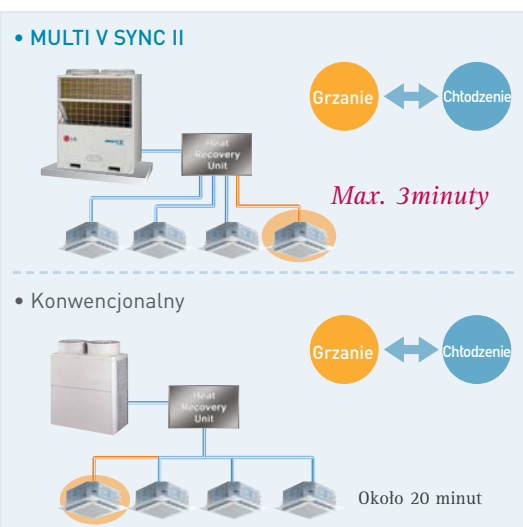 • MULTI V SYNC II
Grzanie
Chłodzenie
LG
Heat
Recovery
Unit
Max. 3minuty
• Konwencjonalny
Grzanie
Chłodzenie
Heat
Recovery
Unit
Około 20 minut